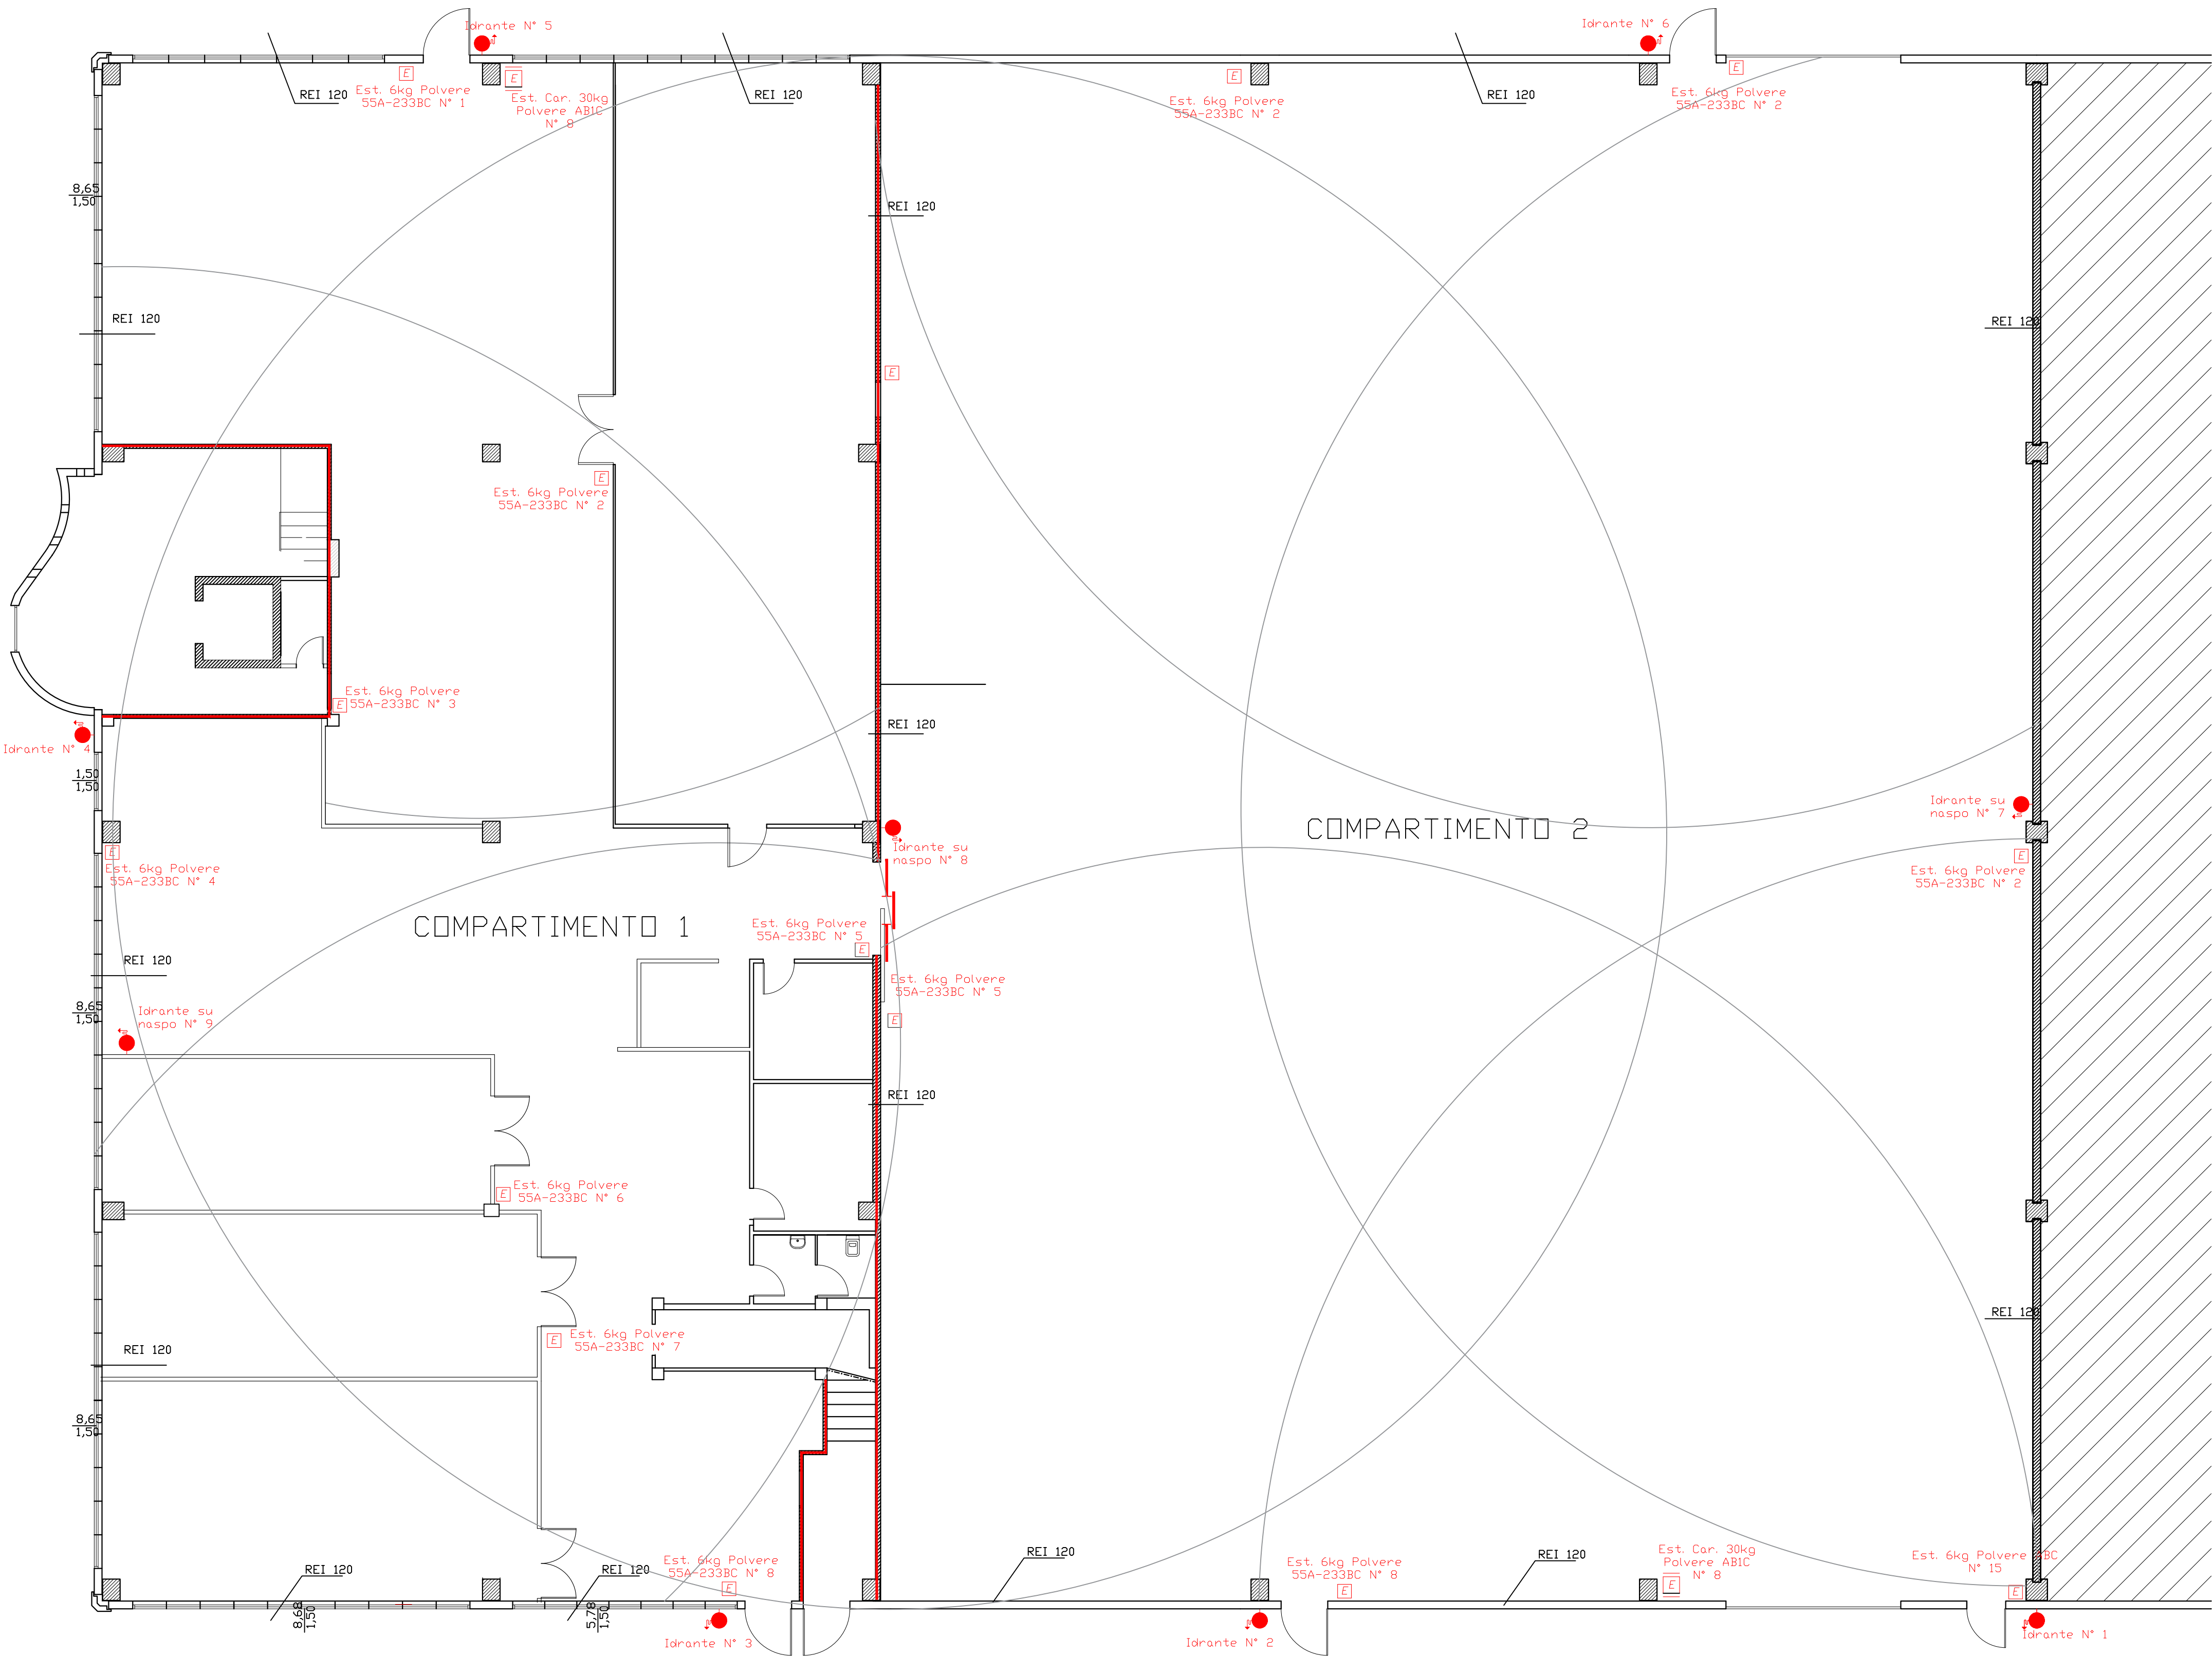 Idrante N° 5
Idrante N° 6
E
Est. 6kg Polvere
55A-233BC N° 1
E
Est. Car. 30kg
Polvere AB1C
N° 8
E
Est. 6kg Polvere
55A-233BC N° 2
E
Est. 6kg Polvere
55A-233BC N° 2
REI 120
REI 120
REI 120
8,65
1,50
REI 120
REI 120
REI 120
E
E
Est. 6kg Polvere
55A-233BC N° 2
Est. 6kg Polvere
E
55A-233BC N° 3
Idrante N° 4
REI 120
1,50
1,50
Idrante su
naspo N° 7
COMPARTIMENTO 2
Idrante su
naspo N° 8
E
Est. 6kg Polvere
55A-233BC N° 4
E
Est. 6kg Polvere
55A-233BC N° 2
COMPARTIMENTO 1
Est. 6kg Polvere
55A-233BC N° 5
E
REI 120
Est. 6kg Polvere
55A-233BC N° 5
8,65
1,50
Idrante su
naspo N° 9
E
REI 120
E
Est. 6kg Polvere
55A-233BC N° 6
REI 120
E
Est. 6kg Polvere
55A-233BC N° 7
REI 120
8,65
1,50
REI 120
REI 120
Est. 6kg Polvere
55A-233BC N° 8
E
REI 120
Est. 6kg Polvere
55A-233BC N° 8
E
REI 120
Est. Car. 30kg
Polvere AB1C
N° 8
E
Est. 6kg Polvere ABC
N° 15
E
8,68
1,50
5,78
1,50
Idrante N° 3
Idrante N° 2
Idrante N° 1